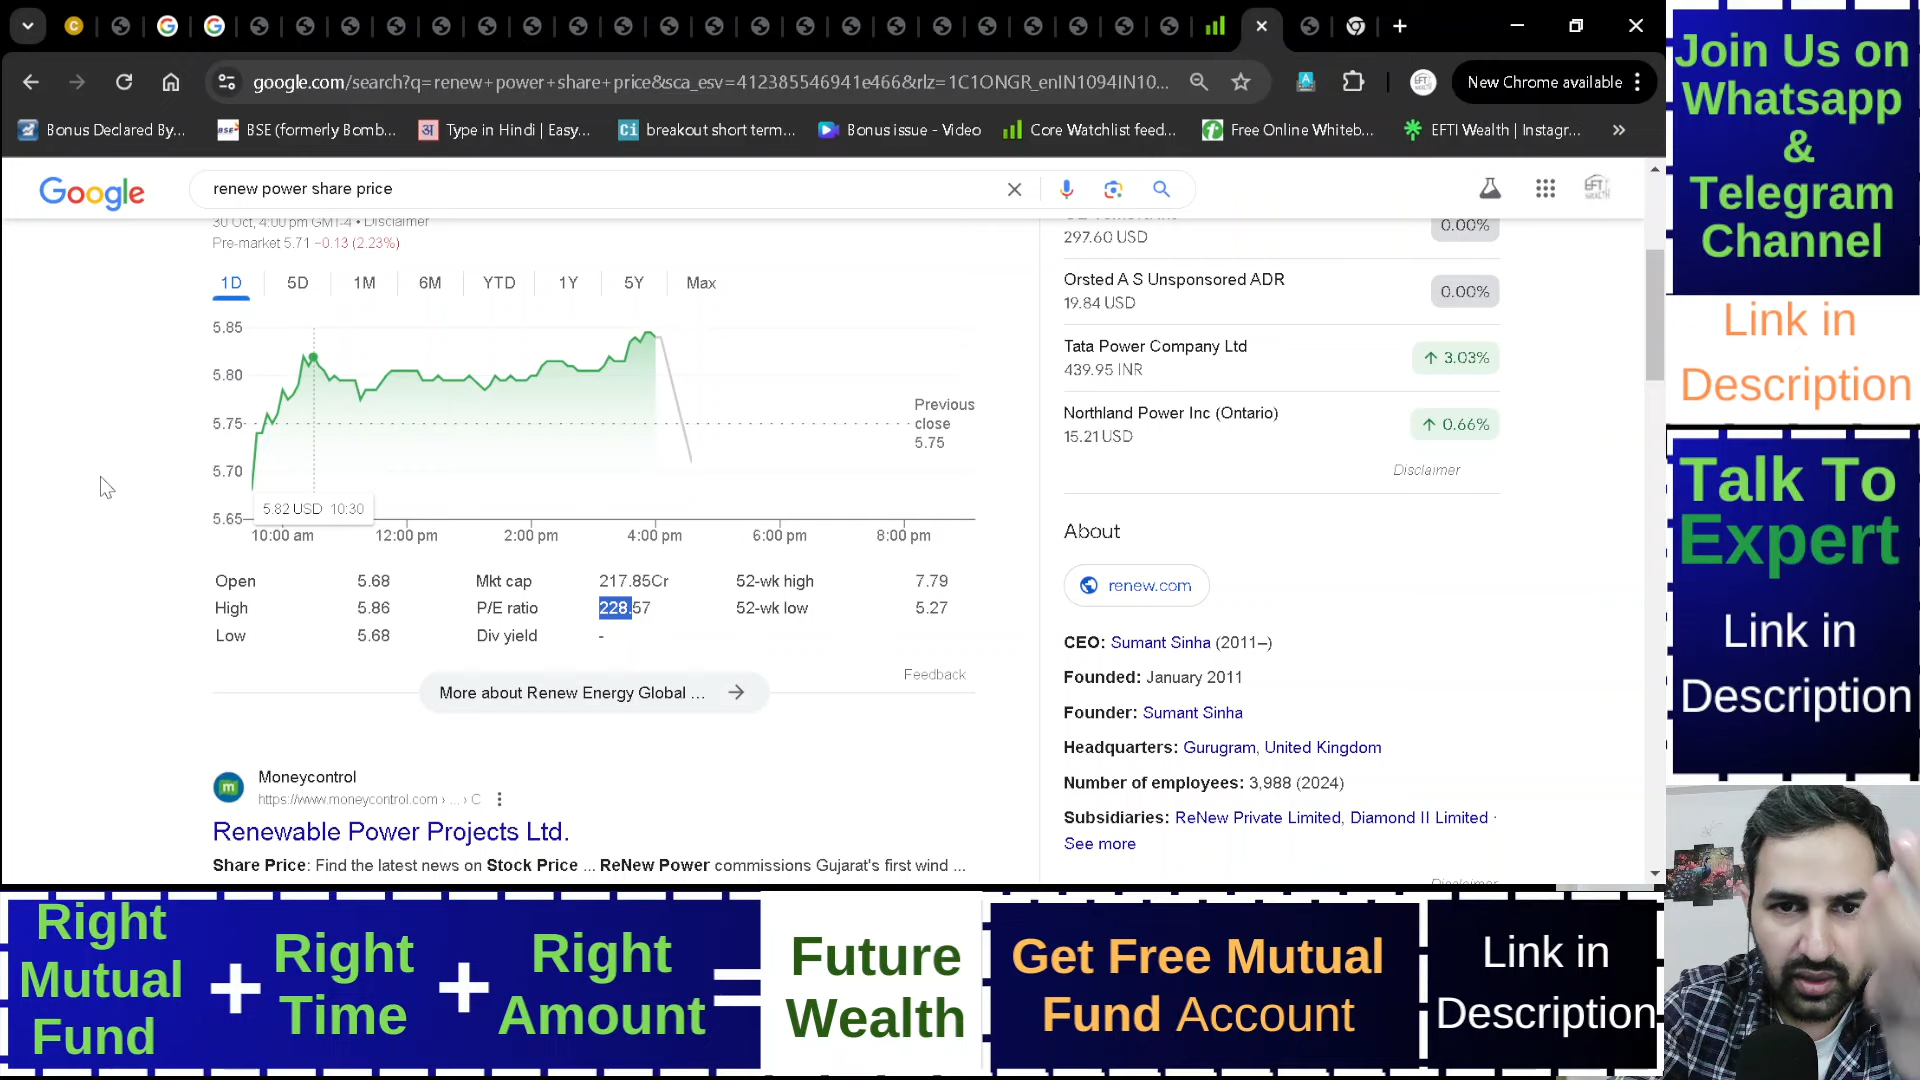 New Chrome available
google.com/search?q=renew+power+share+price&sca_esv=412385546941e466&rlz=1C1ONGR_enIN1094IN10...
Bonus Declared By...
BSE (formerly Bomb...
Type in Hindi | Easy...
breakout short term...
Bonus issue - Video
Core Watchlist feed...
Free Online Whiteb...
EFTI Wealth | Instagr...
Google
renew power share price
30 Oct, 4:00 pm GMT-4 • Disclaimer
Pre-market 5.71 −0.13 (2.23%)
1D
5D
1M
6M
YTD
1Y
5Y
Max
5.85
5.80
5.75
5.70
5.65
Previous
close
5.75
5.82 USD 10:30
10:00 am
12:00 pm
2:00 pm
4:00 pm
6:00 pm
8:00 pm
Open 5.68 Mkt cap 217.85Cr 52-wk high 7.79
High 5.86 P/E ratio 228.57 52-wk low 5.27
Low 5.68 Div yield -
Feedback
More about Renew Energy Global ...
Moneycontrol
https://www.moneycontrol.com › ... › C
Renewable Power Projects Ltd.
Share Price: Find the latest news on Stock Price ... ReNew Power commissions Gujarat's first wind ...
297.60 USD
0.00%
Orsted A S Unsponsored ADR
19.84 USD
0.00%
Tata Power Company Ltd
439.95 INR
3.03%
Northland Power Inc (Ontario)
15.21 USD
0.66%
Disclaimer
About
renew.com
CEO: Sumant Sinha (2011–)
Founded: January 2011
Founder: Sumant Sinha
Headquarters: Gurugram, United Kingdom
Number of employees: 3,988 (2024)
Subsidiaries: ReNew Private Limited, Diamond II Limited ·
See more
Join Us on
Whatsapp
&
Telegram
Channel
Link in
Description
Talk To
Expert
Link in
Description
Right
Mutual
Fund
+
Right
Time
+
Right
Amount
=
Future
Wealth
Get Free Mutual
Fund Account
Link in
Description